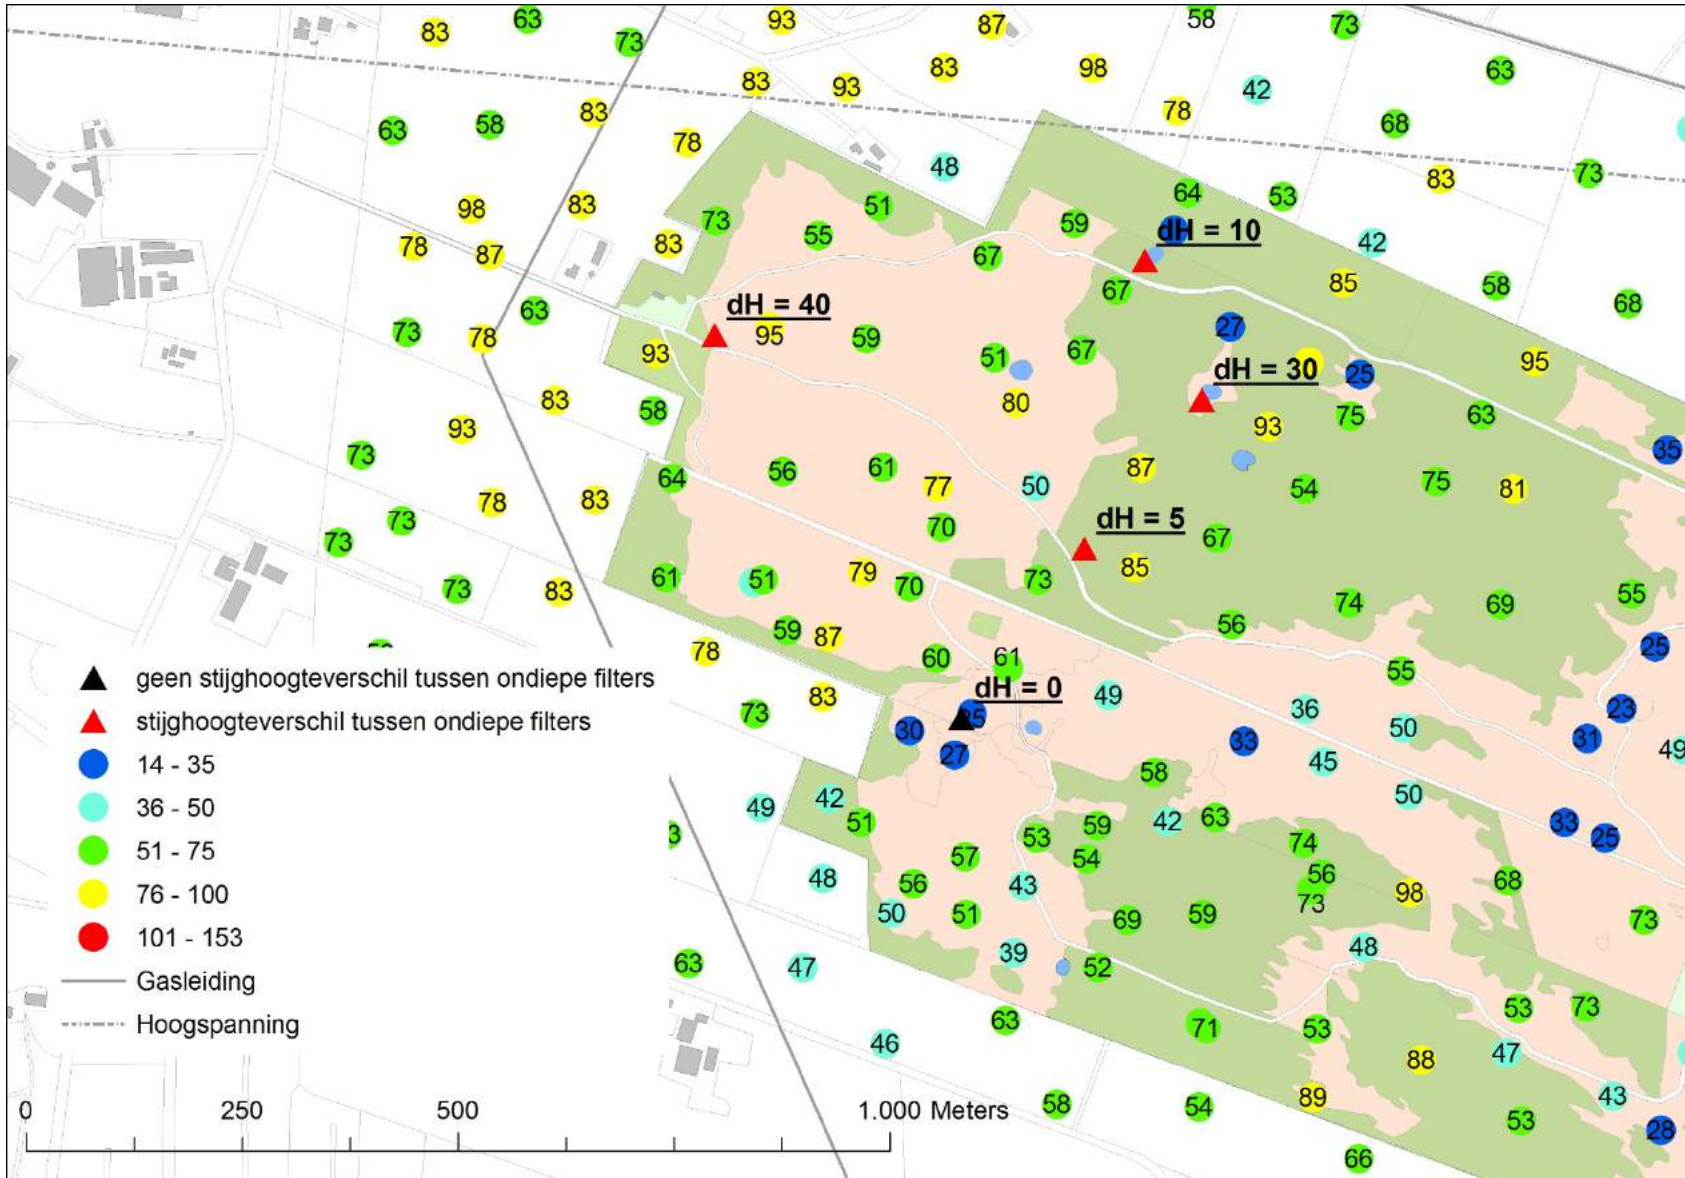 83 63 73 93 87 58 73
83 93 83 98 42 63
63 58 83 78 78 68
48 83 73
98 83 73 51 64 53
78 87 83 55 59 42
dH = 10
67 67 85 58 68
63 dH = 40 27
73 78 93 95 59 51 67 95
dH = 30 25
83 58 80 93 75 63
93 73 64 56 61 87 35
78 83 77 50 54 75 81
73 73 70 dH = 5 67
73 83 61 51 79 70 73 85 74 69 55
59 87 56
78 60 61 55 25
geen stijghoogteverschil tussen ondiepe filters
dH = 0
83 73 49 36 23
stijghoogteverschil tussen ondiepe filters
30 35 27 33 50 31 49
14 - 35
45 58
36 - 50
49 42 50
51 42 63 33 25
51 - 75
53 59 74
57 54
76 - 100
48 56 43 56 98 68
101 - 153
50 51 69 59 73 73
63 47 39 52 48
Gasleiding
Hoogspanning
63 71 53 53 73
46 88 47
0 250 500 1.000 Meters
58 54 89 43
53 28
66